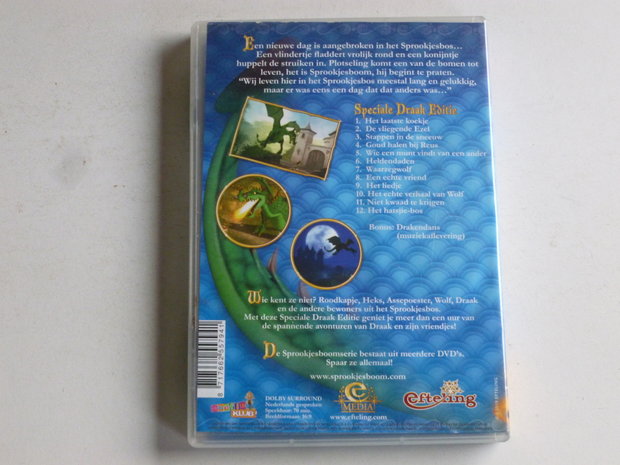 Een nieuwe dag is aangebroken in het Sprookjesbos...
Een vlindertje fladdert vrolijk rond en een konijntje
huppelt de struiken in. Plotseling komt een van de bomen tot
leven, het is Sprookjesboom, hij begint te praten.
"Wij leven hier in het Sprookjesbos meestal lang en gelukkig,
maar er was eens een dag dat dat anders was..."
Speciale Draak Editie:
1. Het laatste koekje
2. De vliegende Ezel
3. Stappen in de sneeuw
4. Goud halen bij Reus
5. Wie een munt vindt van een ander
6. Heldendaden
7. Waarzegwolf
8. Een echte vriend
9. Het liedje
10. Het echte verhaal van Wolf
11. Niet kwaad te krijgen
12. Het hatsjie-bos
Bonus: Drakendans
(muziekaflevering)
Wie kent ze niet? Roodkapje, Heks, Assepoester, Wolf, Draak
en de andere bewoners uit het Sprookjesbos.
Met deze Speciale Draak Editie geniet je meer dan een uur van
de spannende avonturen van Draak en zijn vriendjes!
De Sprookjesboomserie bestaat uit meerdere DVD's.
Spaar ze allemaal!
www.sprookjesboom.com
DOLBY SURROUND
Nederlands gesproken
Speelduur: 70 min.
Beeldformaat: 16:9
e
MEDIA
www.efteling.com
Efteling
KLUB